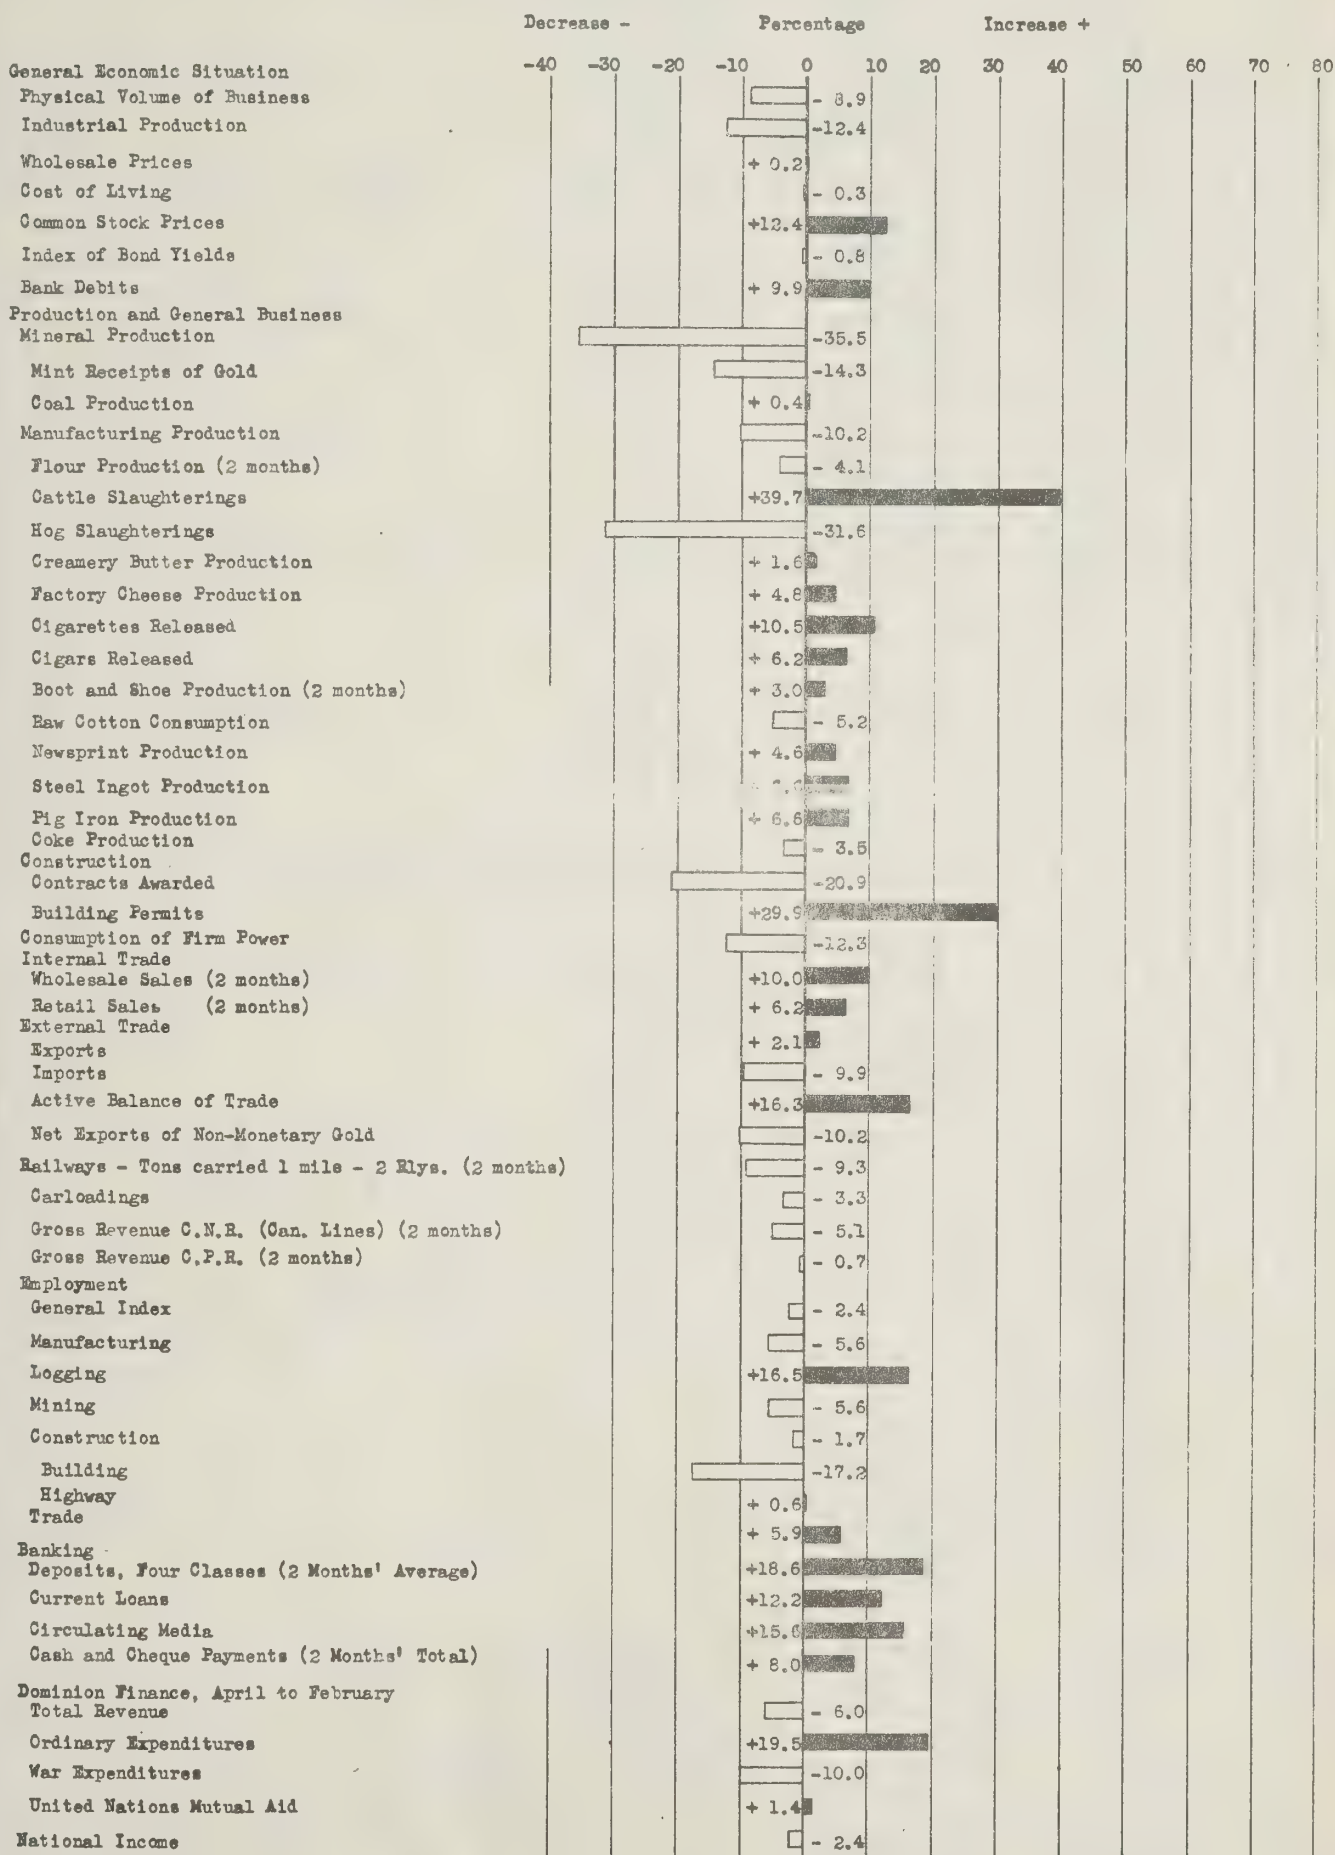 Decrease - Percentage Increase +
General Economic Situation -40 -30 -20 -10 0 10 20 30 40 50 60 70 80
Physical Volume of Business - 8.9
Industrial Production -12.4
Wholesale Prices + 0.2
Cost of Living - 0.3
Common Stock Prices +12.4
Index of Bond Yields - 0.8
Bank Debits + 9.9
Production and General Business
Mineral Production -35.5
Mint Receipts of Gold -14.3
Coal Production + 0.4
Manufacturing Production -10.2
Flour Production (2 months) - 4.1
Cattle Slaughterings +39.7
Hog Slaughterings -31.6
Creamery Butter Production + 1.6
Factory Cheese Production + 4.8
Cigarettes Released +10.5
Cigars Released + 6.2
Boot and Shoe Production (2 months) + 3.0
Raw Cotton Consumption - 5.2
Newsprint Production + 4.6
Steel Ingot Production
Pig Iron Production + 6.6
Coke Production - 3.5
Construction
Contracts Awarded -20.9
Building Permits +29.9
Consumption of Firm Power -12.3
Internal Trade
Wholesale Sales (2 months) +10.0
Retail Sales (2 months) + 6.2
External Trade
Exports + 2.1
Imports - 9.9
Active Balance of Trade +16.3
Net Exports of Non-Monetary Gold -10.2
Railways - Tons carried 1 mile - 2 Rlys. (2 months) - 9.3
Carloadings - 3.3
Gross Revenue C.N.R. (Can. Lines) (2 months) - 5.1
Gross Revenue C.P.R. (2 months) - 0.7
Employment
General Index - 2.4
Manufacturing - 5.6
Logging +16.5
Mining - 5.6
Construction - 1.7
Building -17.2
Highway + 0.6
Trade + 5.9
Banking
Deposits, Four Classes (2 Months' Average) +18.6
Current Loans +12.2
Circulating Media +15.6
Cash and Cheque Payments (2 Months' Total) + 8.0
Dominion Finance, April to February
Total Revenue - 6.0
Ordinary Expenditures +19.5
War Expenditures -10.0
United Nations Mutual Aid + 1.4
National Income - 2.4